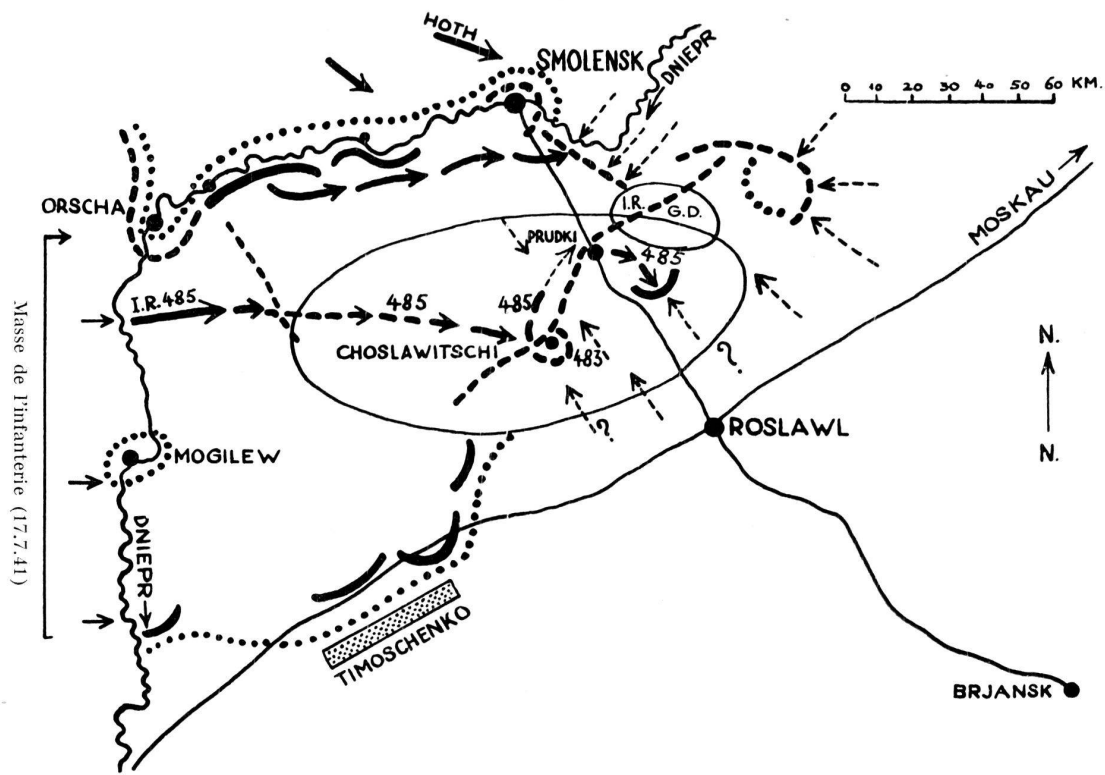 HOTH
SMOLENSK
DNIEPR
0 10 20 30 40 50 60 KM.
MOSKAU
ORSCHA
I.R. G.D.
PRUDKI
485
I.R.485
485
485
CHOSLAWITSCHI
483
?
?
N.
N.
ROSLAWL
MOGILEW
DNIEPR
TIMOSCHENKO
BRJANSK
Masse de l'infanterie (17.7.41)